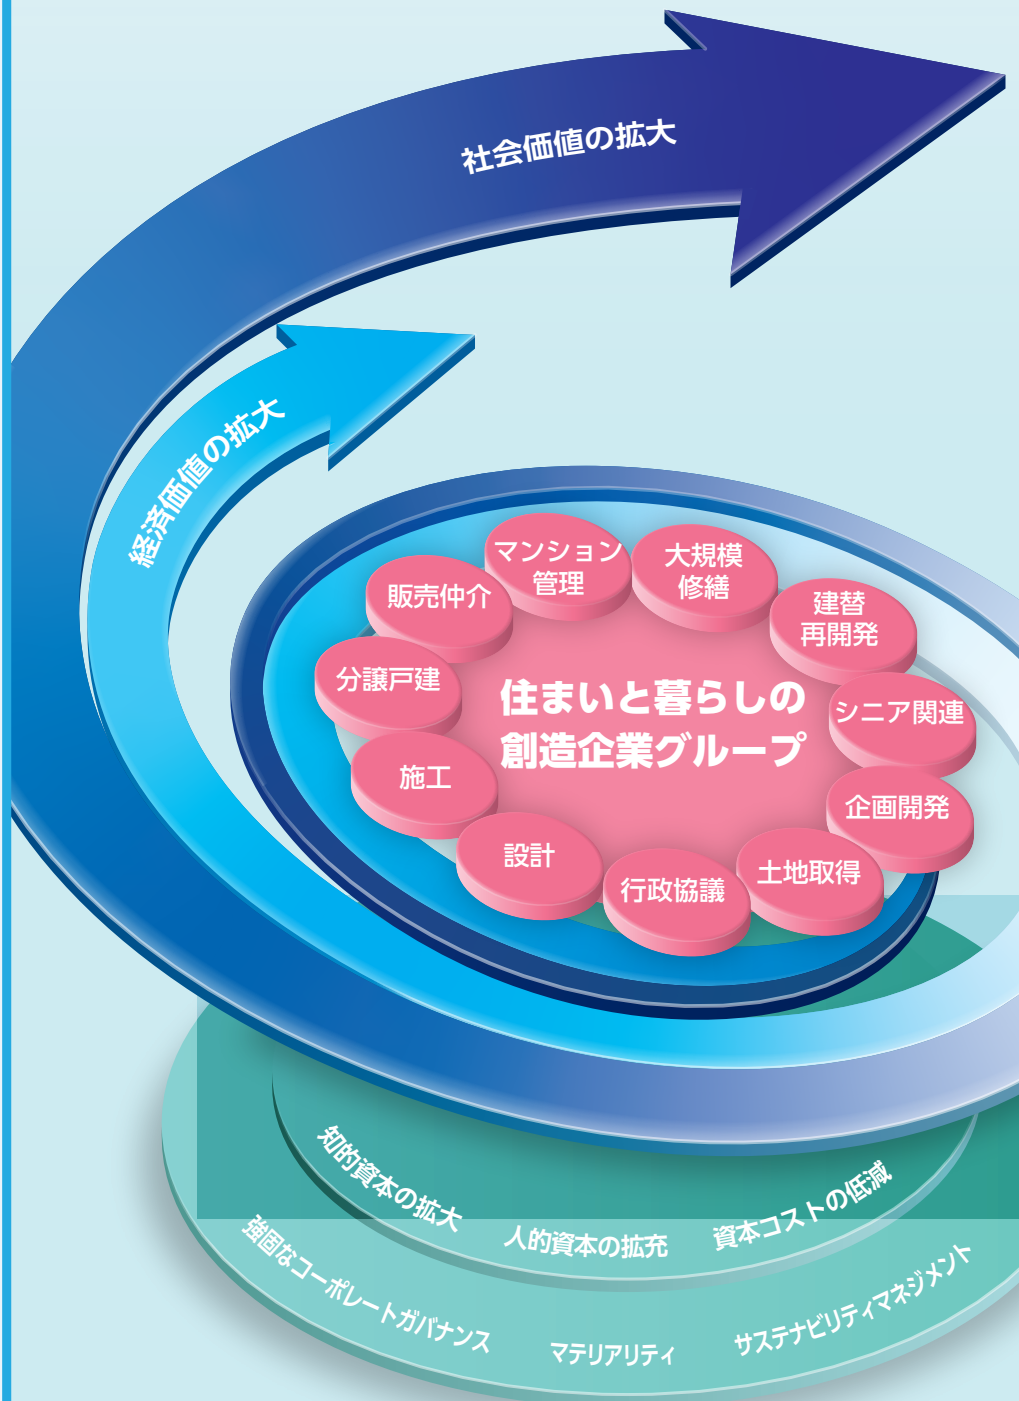 社会価値の拡大
経済価値の拡大
マンション
管理
大規模
修繕
販売仲介
建替
再開発
分譲戸建
シニア関連
住まいと暮らしの
創造企業グループ
施工
企画開発
設計
土地取得
行政協議
知的資本の拡大
人的資本の拡充
資本コストの低減
強固なコーポレートガバナンス
マテリアリティ
サステナビリティマネジメント